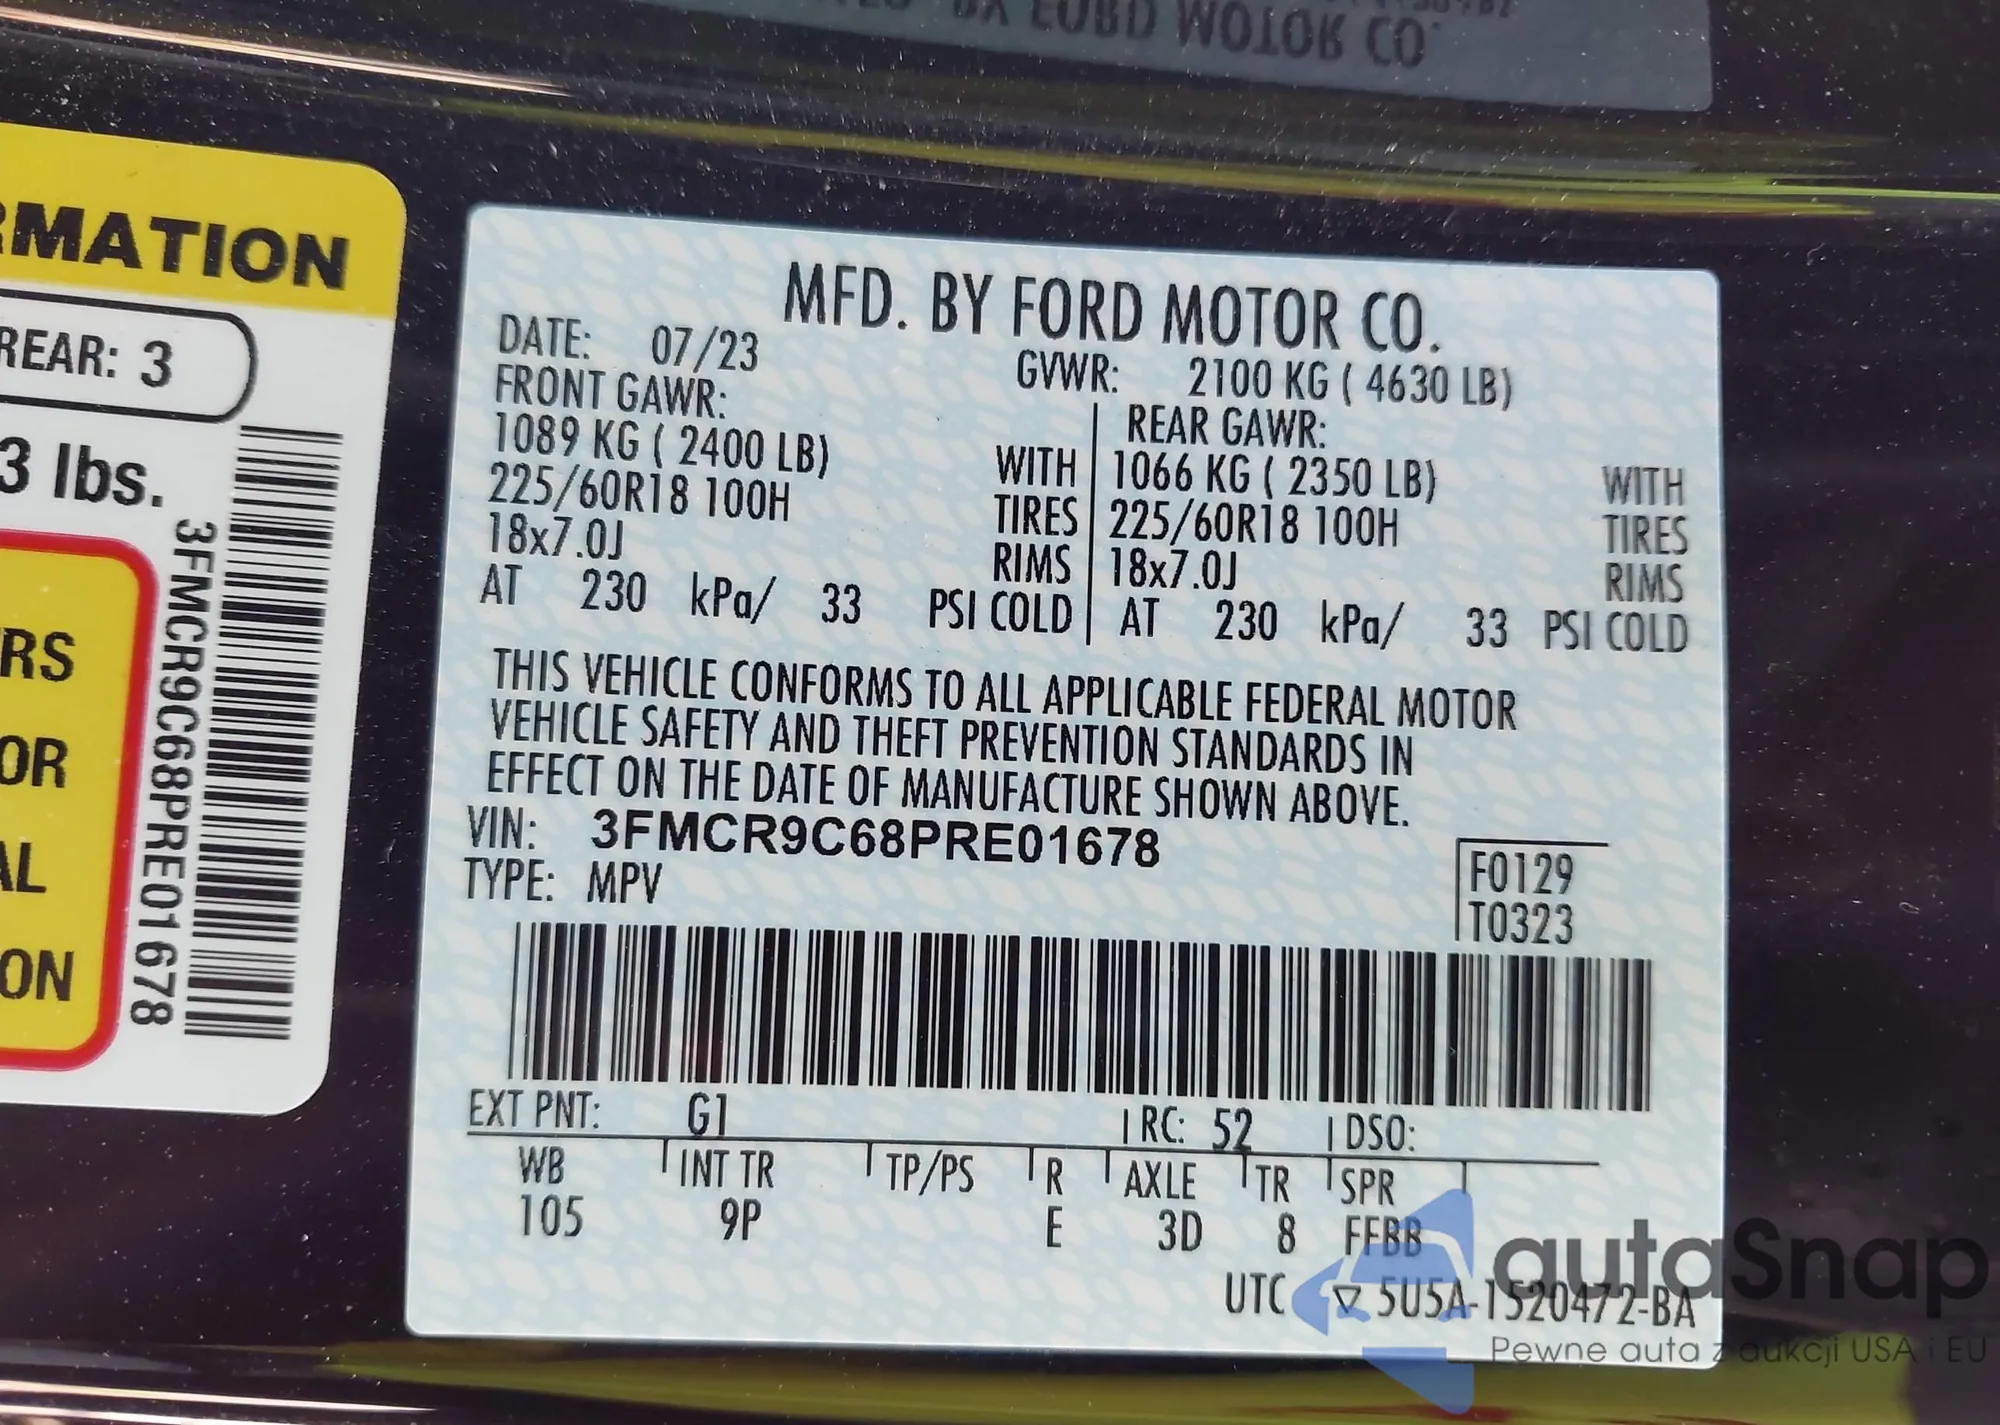 RMATION
REAR: 3
3 lbs.
3FMCR9C68PRE01678
RS
OR
AL
ON
MFD. BY FORD MOTOR CO.
DATE: 07/23
GVWR: 2100 KG ( 4630 LB)
FRONT GAWR:
REAR GAWR:
1089 KG ( 2400 LB) WITH 1066 KG ( 2350 LB) WITH
225/60R18 100H TIRES 225/60R18 100H TIRES
18x7.0J RIMS 18x7.0J RIMS
AT 230 kPa/ 33 PSI COLD AT 230 kPa/ 33 PSI COLD
THIS VEHICLE CONFORMS TO ALL APPLICABLE FEDERAL MOTOR
VEHICLE SAFETY AND THEFT PREVENTION STANDARDS IN
EFFECT ON THE DATE OF MANUFACTURE SHOWN ABOVE.
VIN: 3FMCR9C68PRE01678
TYPE: MPV
F0129
T0323
EXT PNT: G1 RC: 52 DSO:
WB INT TR TP/PS R AXLE TR SPR
105 9P E 3D 8 FFBB
UTC 5U5A-1520472-BA
autaSnap
Pewne auta z aukcji USA i EU